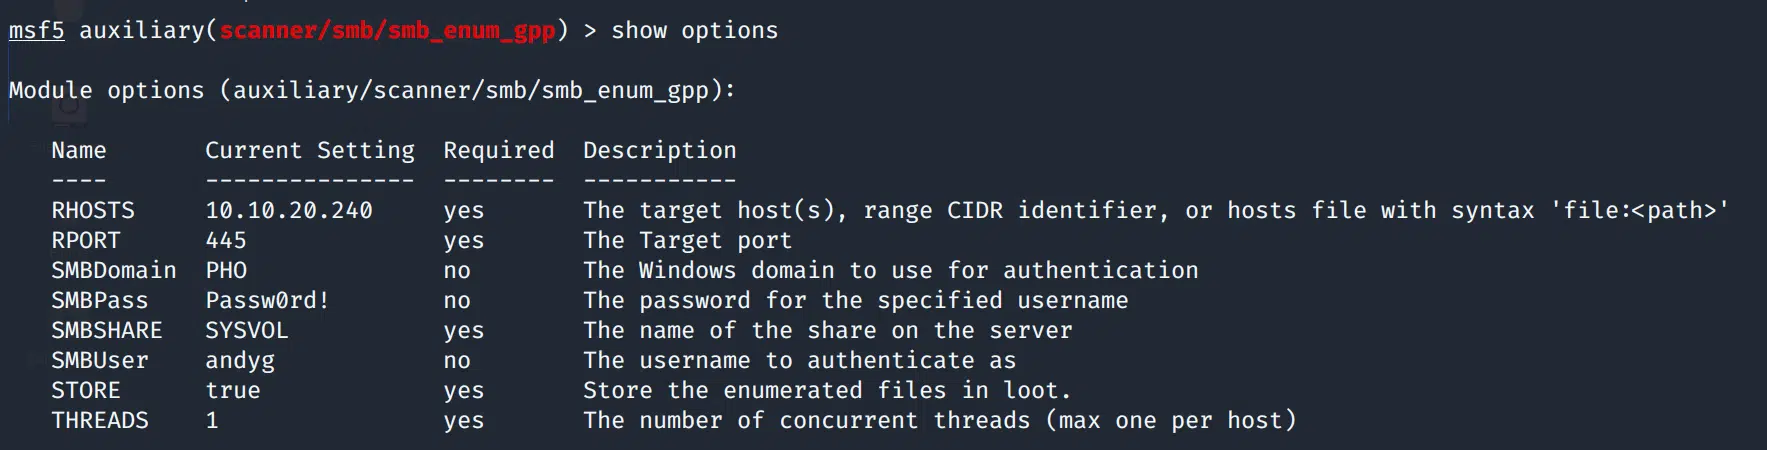 msf5 auxiliary(scanner/smb/smb_enum_gpp) > show options
Module options (auxiliary/scanner/smb/smb_enum_gpp):
Name Current Setting Required Description
---- --------------- -------- -----------
RHOSTS 10.10.20.240 yes The target host(s), range CIDR identifier, or hosts file with syntax 'file:<path>'
RPORT 445 yes The Target port
SMBDomain PHO no The Windows domain to use for authentication
SMBPass Passw0rd! no The password for the specified username
SMBSHARE SYSVOL yes The name of the share on the server
SMBUser andyg no The username to authenticate as
STORE true yes Store the enumerated files in loot.
THREADS 1 yes The number of concurrent threads (max one per host)